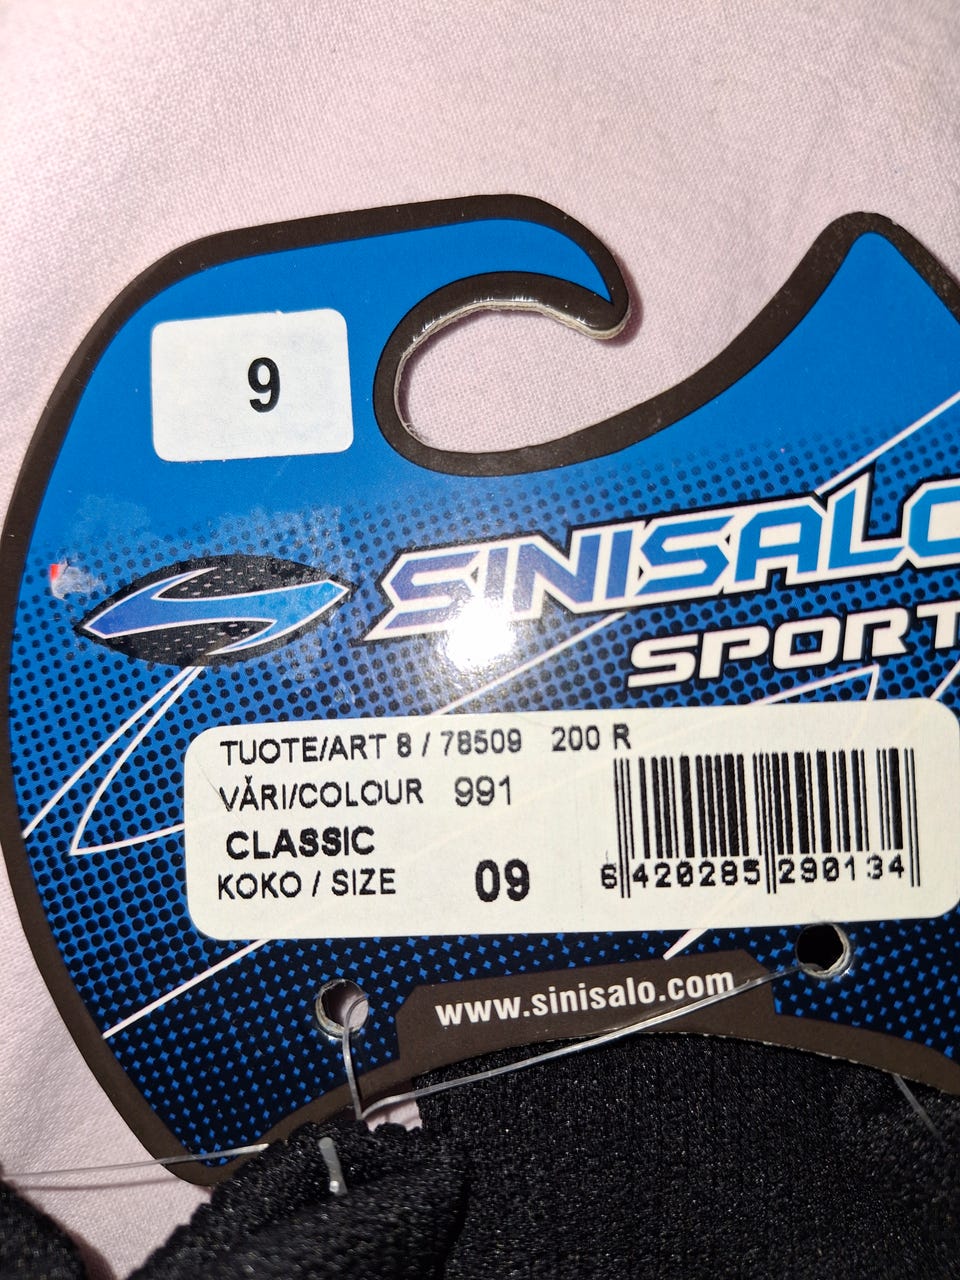 9
SINISALO
SPORT
TUOTE/ART 8 / 78509 200 R
VÄRI/COLOUR 991
CLASSIC
KOKO / SIZE 09
6 420285 290134
www.sinisalo.com